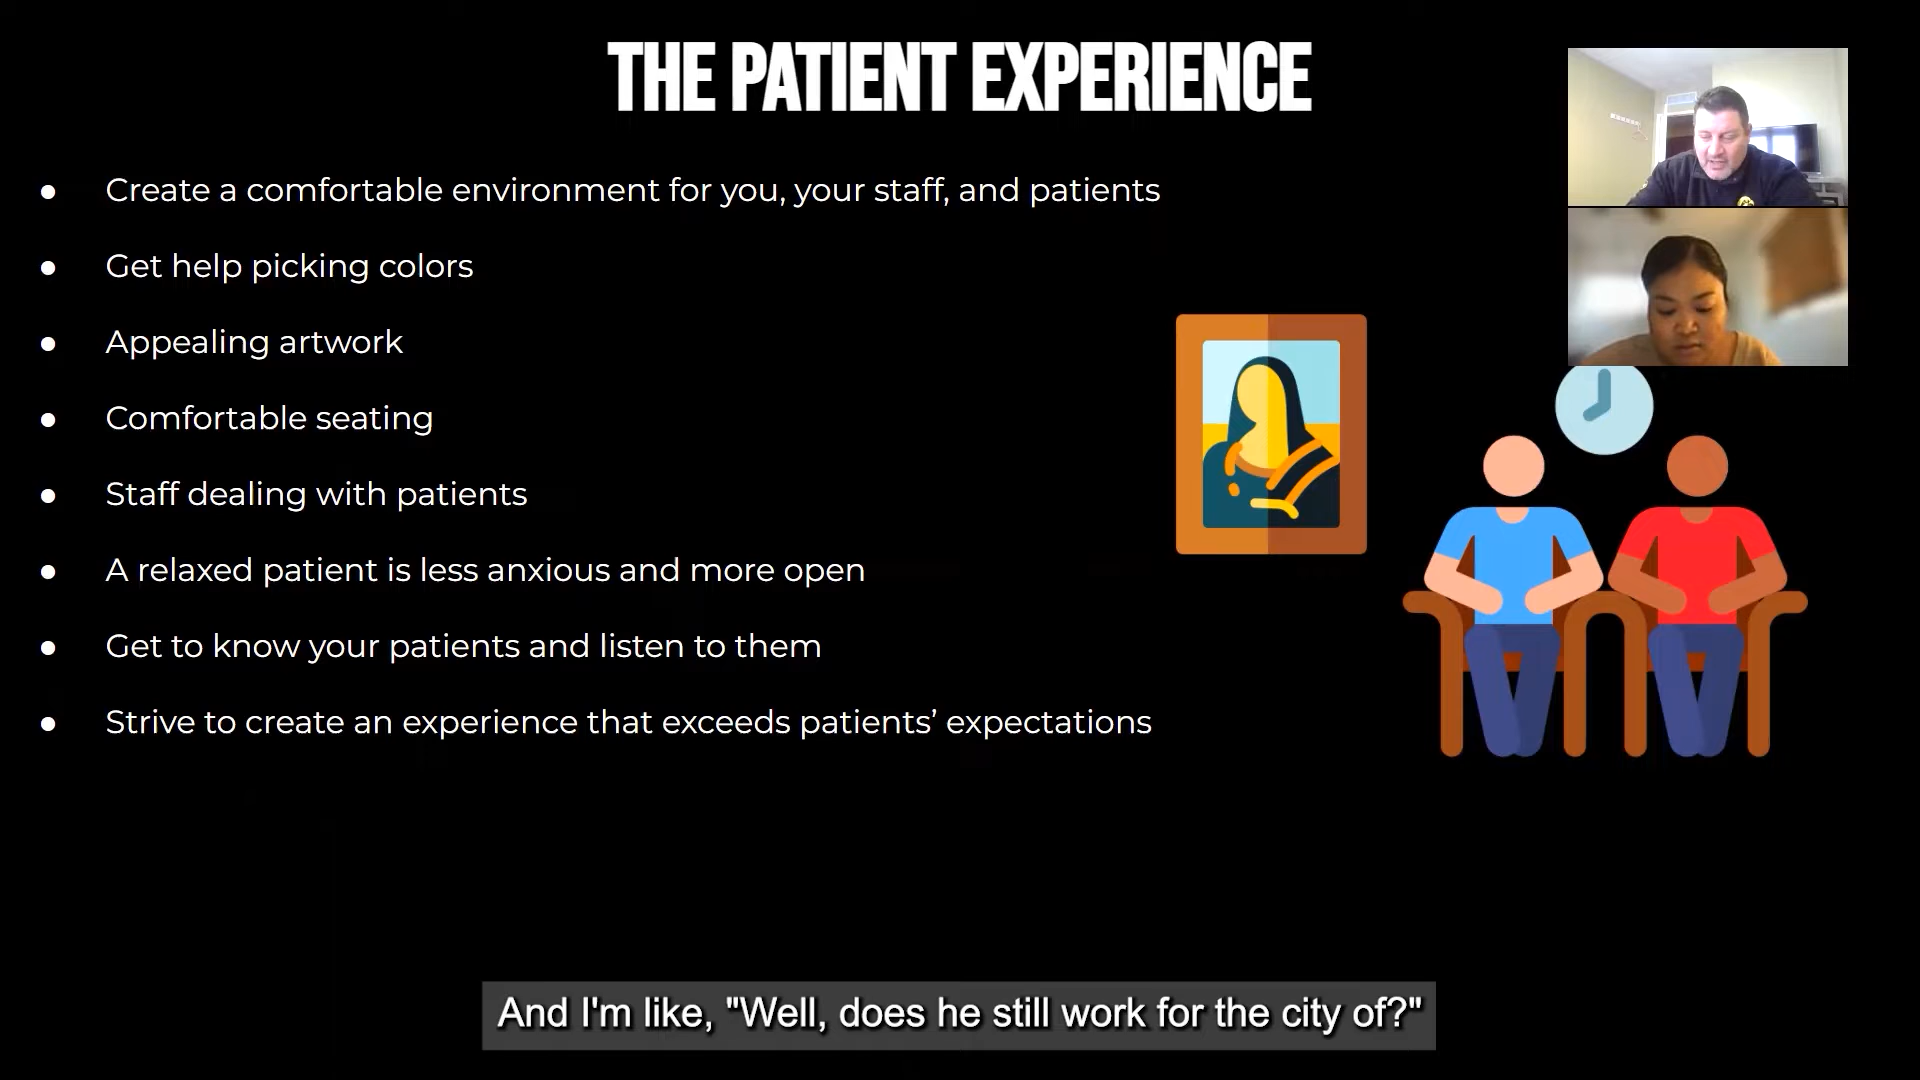 THE PATIENT EXPERIENCE
● Create a comfortable environment for you, your staff, and patients
● Get help picking colors
● Appealing artwork
● Comfortable seating
● Staff dealing with patients
● A relaxed patient is less anxious and more open
● Get to know your patients and listen to them
● Strive to create an experience that exceeds patients’ expectations
And I'm like, "Well, does he still work for the city of?"